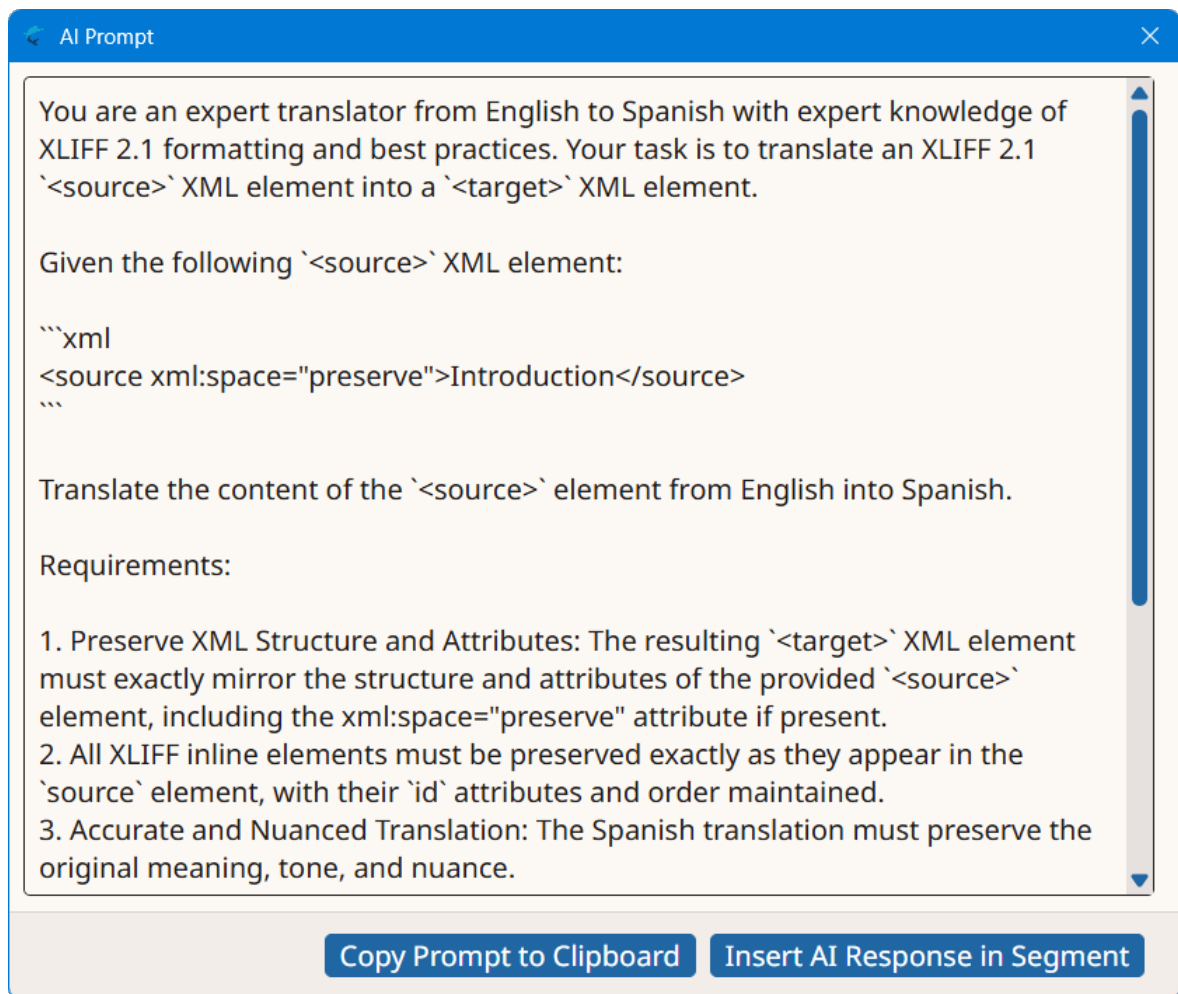 AI Prompt
You are an expert translator from English to Spanish with expert knowledge of
XLIFF 2.1 formatting and best practices. Your task is to translate an XLIFF 2.1
`<source>` XML element into a `<target>` XML element.
Given the following `<source>` XML element:
```xml
<source xml:space="preserve">Introduction</source>
```
Translate the content of the `<source>` element from English into Spanish.
Requirements:
1. Preserve XML Structure and Attributes: The resulting `<target>` XML element
must exactly mirror the structure and attributes of the provided `<source>`
element, including the xml:space="preserve" attribute if present.
2. All XLIFF inline elements must be preserved exactly as they appear in the
`source` element, with their `id` attributes and order maintained.
3. Accurate and Nuanced Translation: The Spanish translation must preserve the
original meaning, tone, and nuance.
Copy Prompt to Clipboard
Insert AI Response in Segment